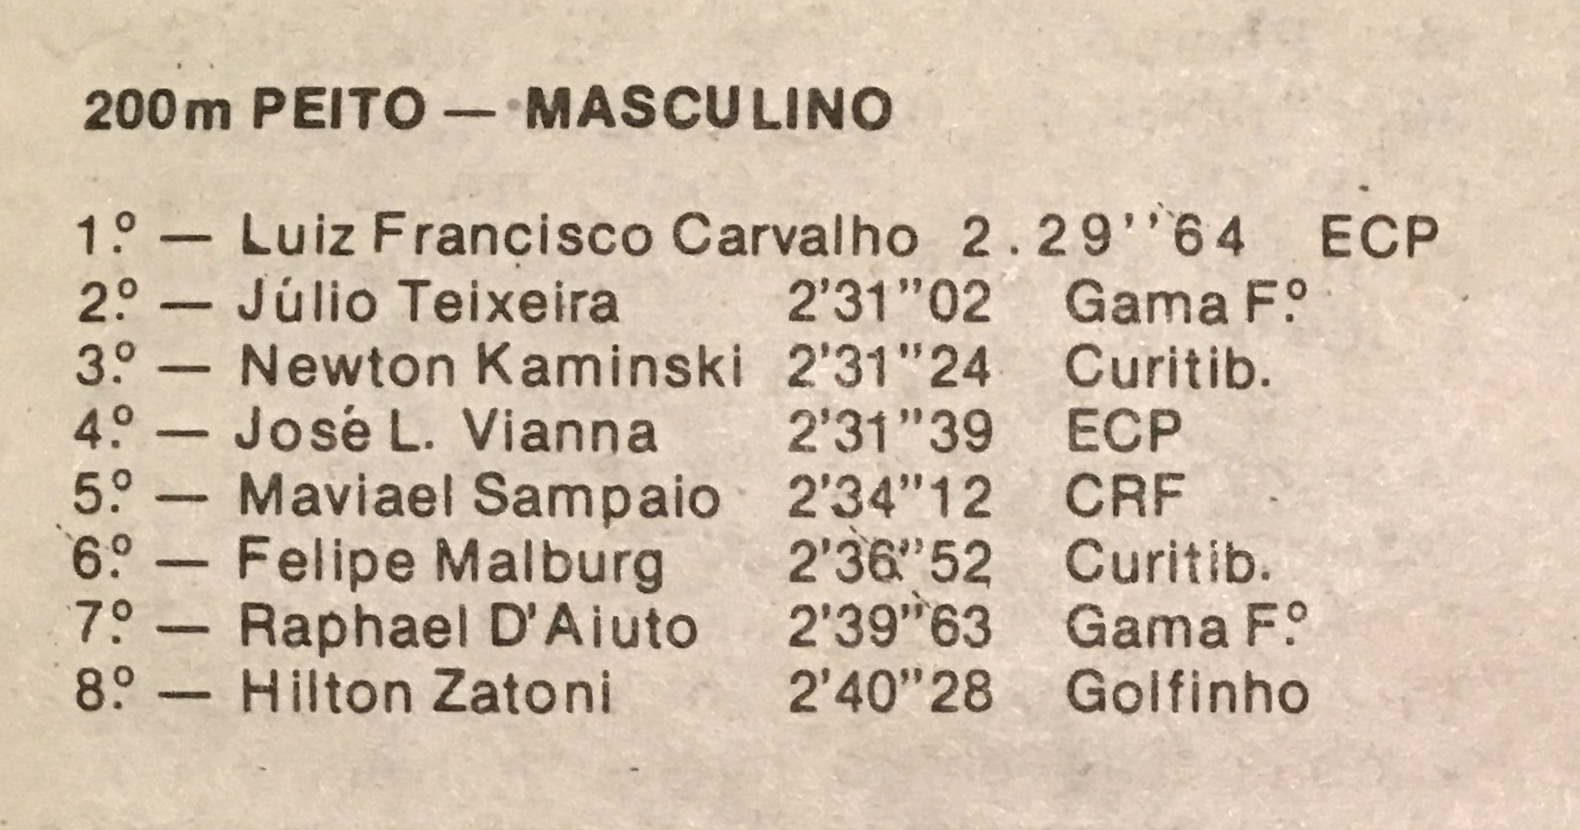 200m PEITO — MASCULINO
1.º — Luiz Francisco Carvalho 2.29''64 ECP
2.º — Júlio Teixeira 2'31"02 Gama F.º
3.º — Newton Kaminski 2'31"24 Curitib.
4.º — José L. Vianna 2'31"39 ECP
5.º — Maviael Sampaio 2'34"12 CRF
6.º — Felipe Malburg 2'36"52 Curitib.
7.º — Raphael D'Aiuto 2'39"63 Gama F.º
8.º — Hilton Zatoni 2'40"28 Golfinho